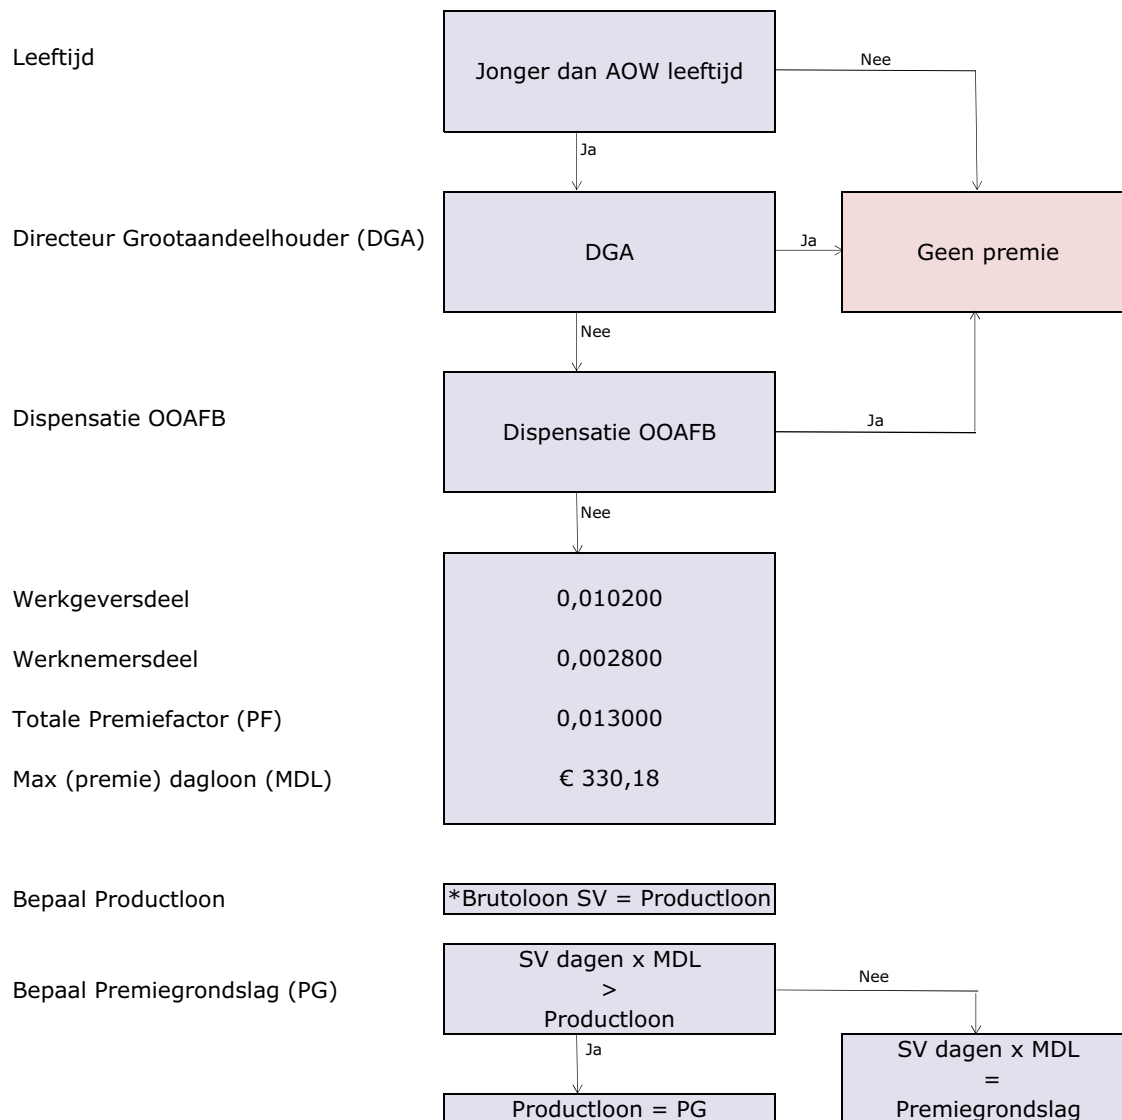 Leeftijd
Jonger dan AOW leeftijd
Nee
Ja
Directeur Grootaandeelhouder (DGA)
DGA
Ja
Geen premie
Nee
Dispensatie OOAFB
Dispensatie OOAFB
Ja
Nee
Werkgeversdeel
0,010200
Werknemersdeel
0,002800
Totale Premiefactor (PF)
0,013000
Max (premie) dagloon (MDL)
€ 330,18
Bepaal Productloon
*Brutoloon SV = Productloon
Bepaal Premiegrondslag (PG)
SV dagen x MDL
>
Productloon
Nee
Ja
SV dagen x MDL
=
Premiegrondslag
Productloon = PG